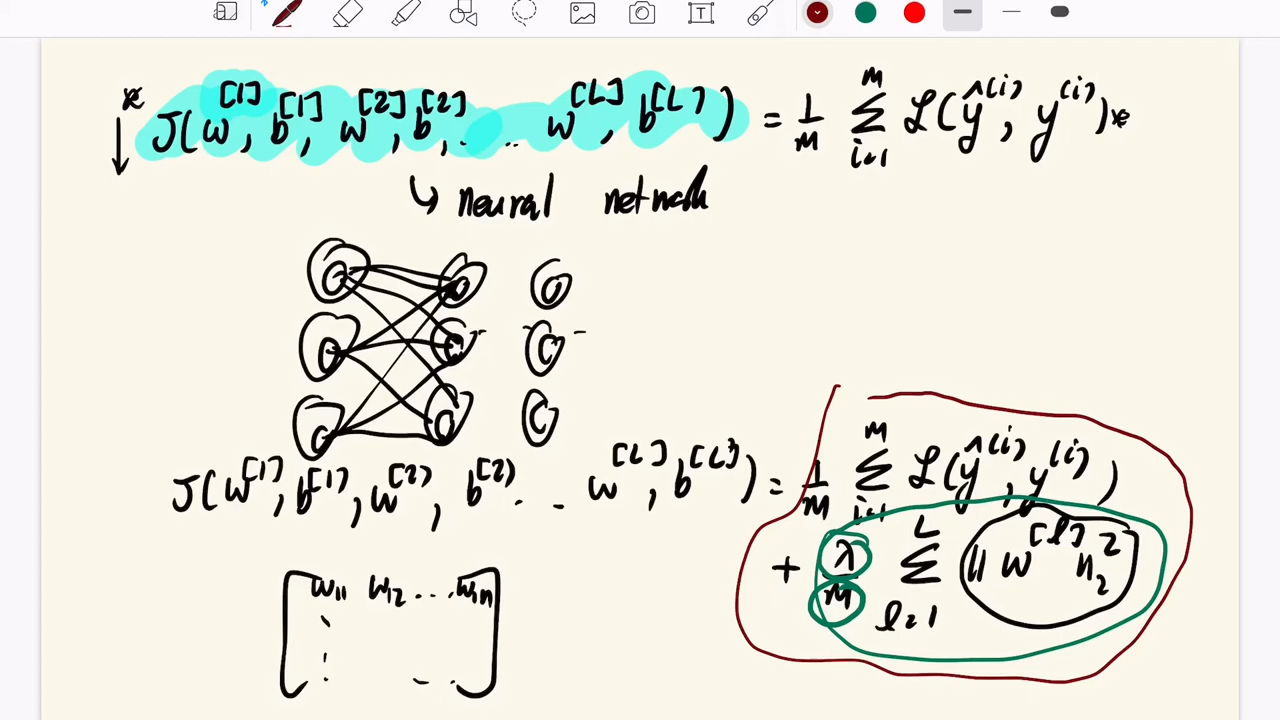 J(w^[1], b^[1], w^[2], b^[2], .... w^[L], b^[L]) = 1/m Σ_{i=1}^{m} ℒ(ŷ^(i), y^(i))
↳ neural network
J(w^[1], b^[1], w^[2], b^[2] ... w^[L], b^[L]) = 1/m Σ_{i=1}^{m} ℒ(ŷ^(i), y^(i))
+ λ/m Σ_{l=1}^{L} ||w^[l]||_2^2
w11 w12 ... w1n